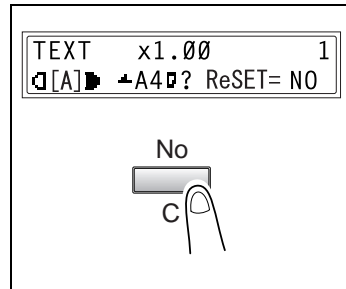 TEXT x1.00 1
[A] A4? ReSET= NO
No
C